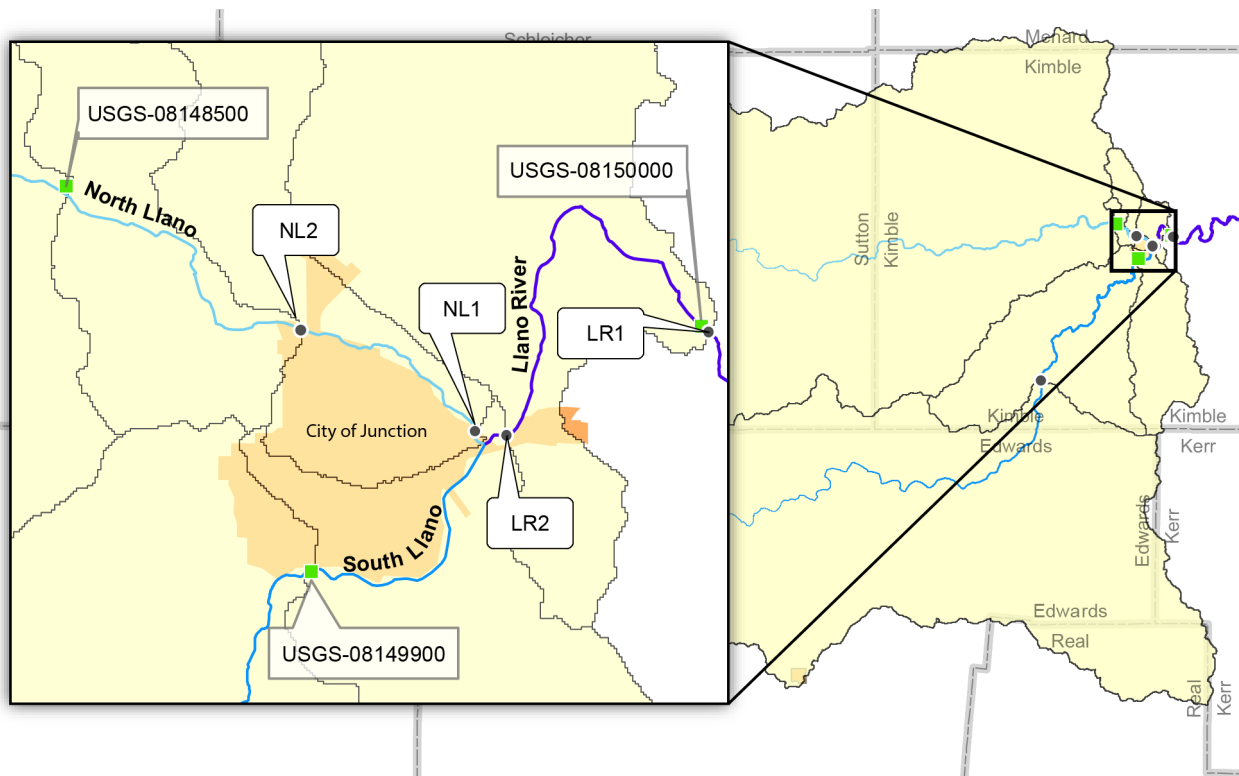 Schleicher
Menard
Kimble
USGS-08148500
USGS-08150000
North Llano
NL2
Sutton
Kimble
Llano River
NL1
LR1
City of Junction
Kimble
Edwards
Kimble
Kerr
LR2
South Llano
Edwards
Kerr
Edwards
Real
USGS-08149900
Real
Kerr